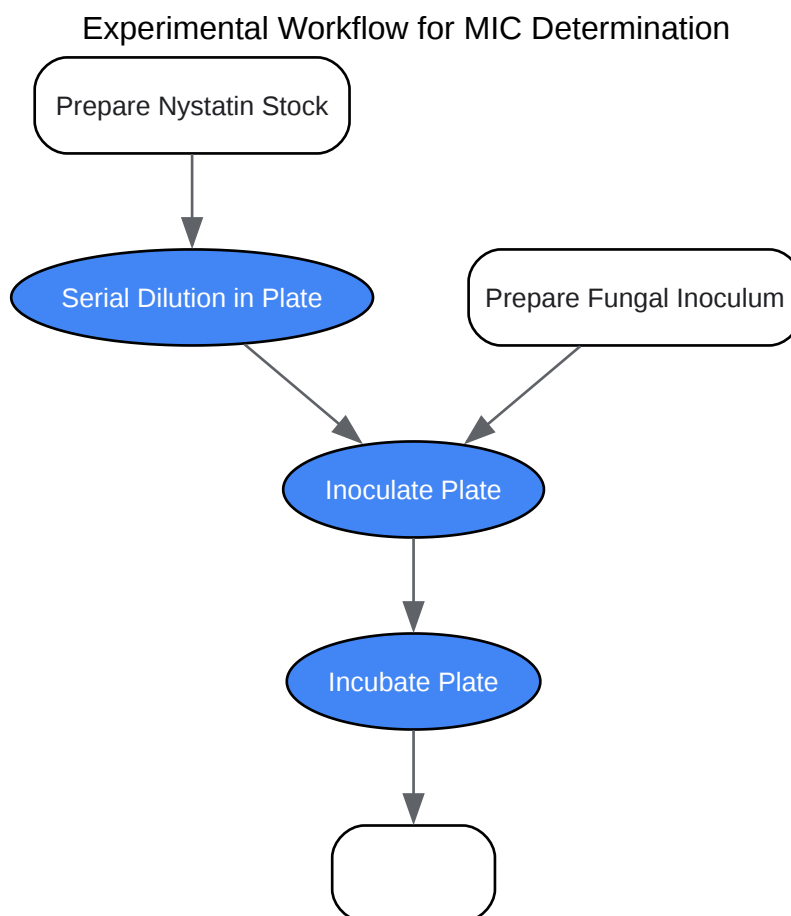 Experimental Workflow for MIC Determination
Prepare Nystatin Stock
Serial Dilution in Plate
Prepare Fungal Inoculum
Inoculate Plate
Incubate Plate